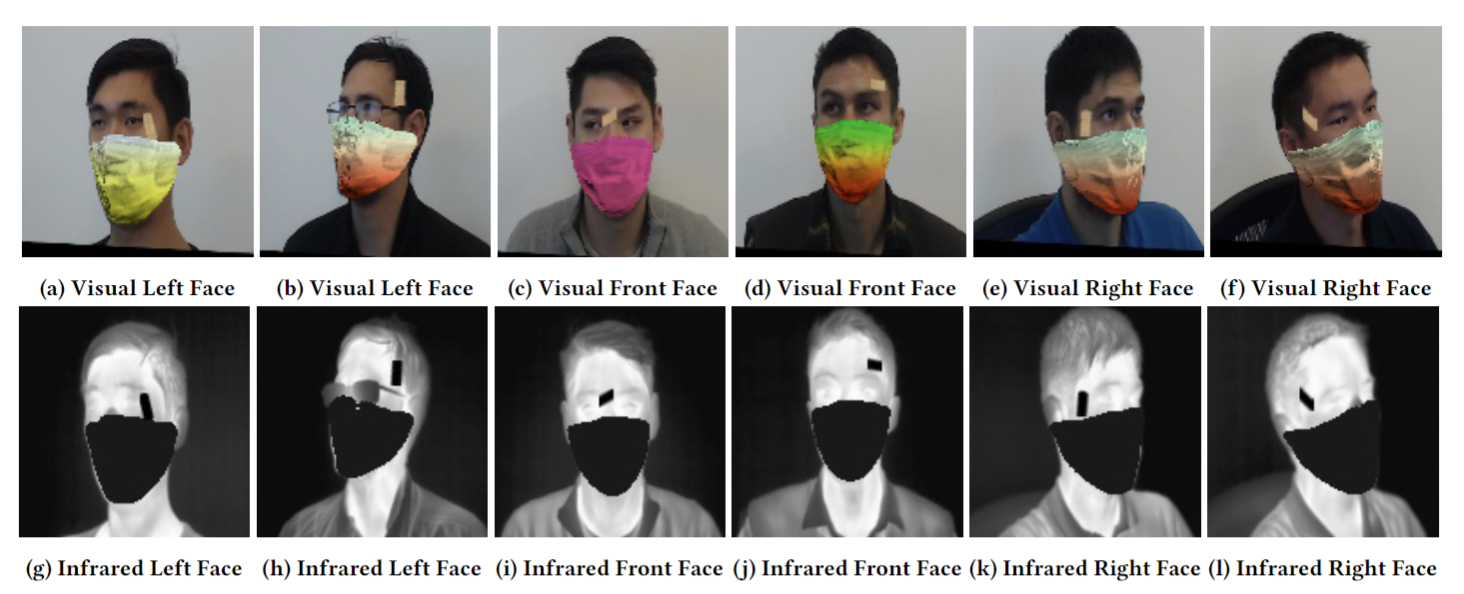 (a) Visual Left Face (b) Visual Left Face (c) Visual Front Face (d) Visual Front Face (e) Visual Right Face (f) Visual Right Face
(g) Infrared Left Face (h) Infrared Left Face (i) Infrared Front Face (j) Infrared Front Face (k) Infrared Right Face (l) Infrared Right Face